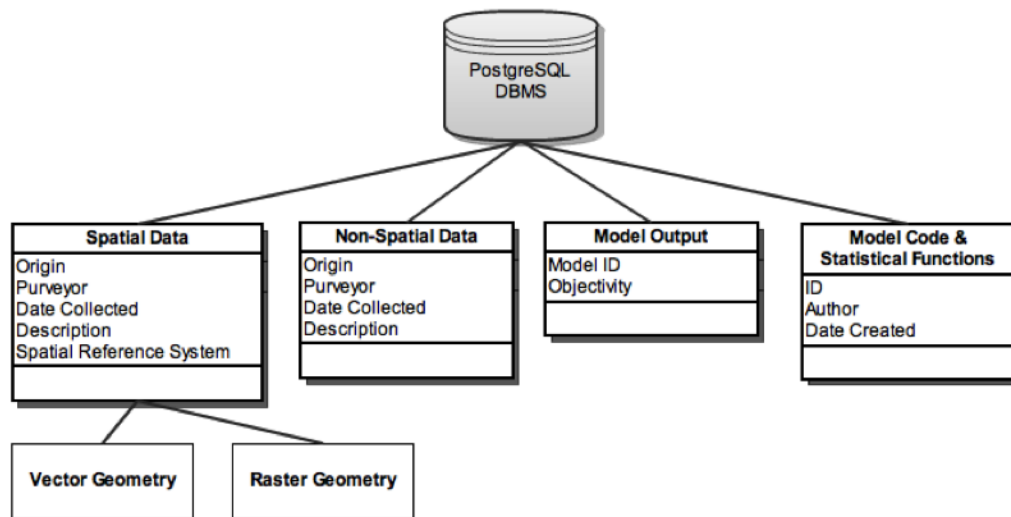 PostgreSQL
DBMS
Spatial Data
Origin
Purveyor
Date Collected
Description
Spatial Reference System
Non-Spatial Data
Origin
Purveyor
Date Collected
Description
Model Output
Model ID
Objectivity
Model Code &
Statistical Functions
ID
Author
Date Created
Vector Geometry
Raster Geometry